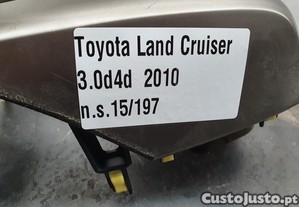 Toyota Land Cruiser
3.0d4d 2010
n.s.15/197
CustoJusto.pt